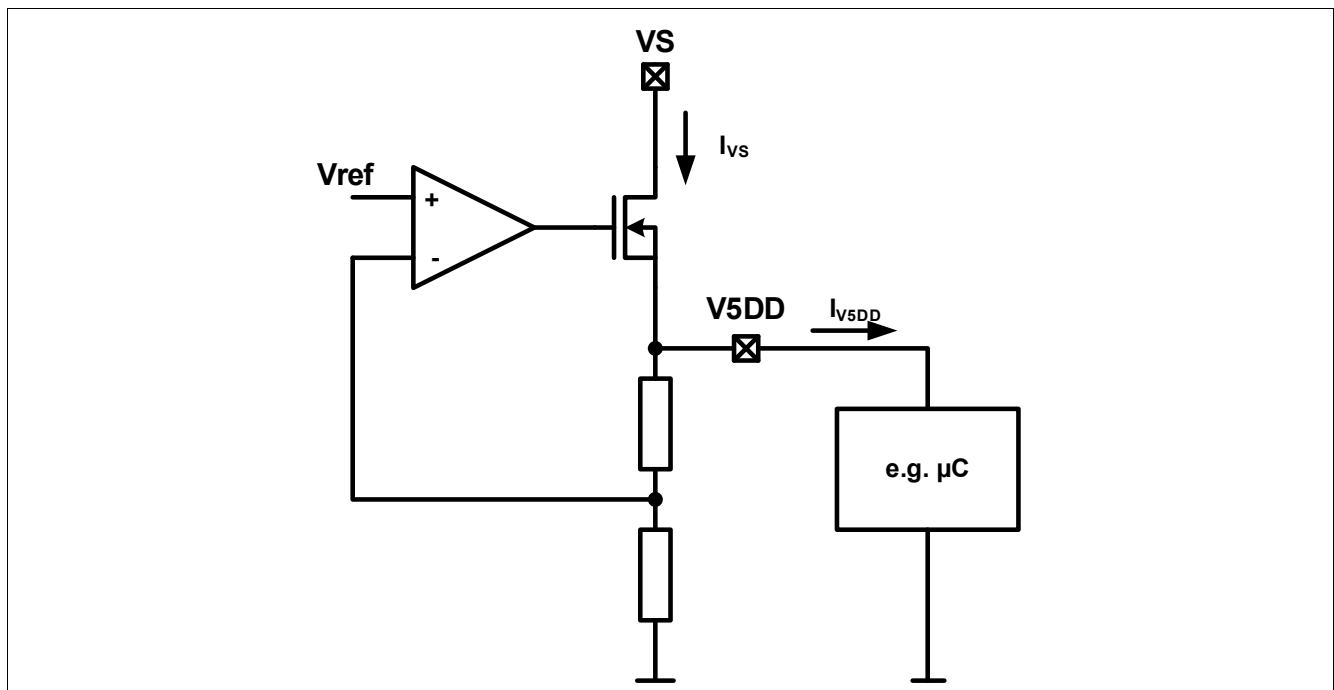 VS
IVS
Vref
+
-
V5DD
IV5DD
e.g. µC